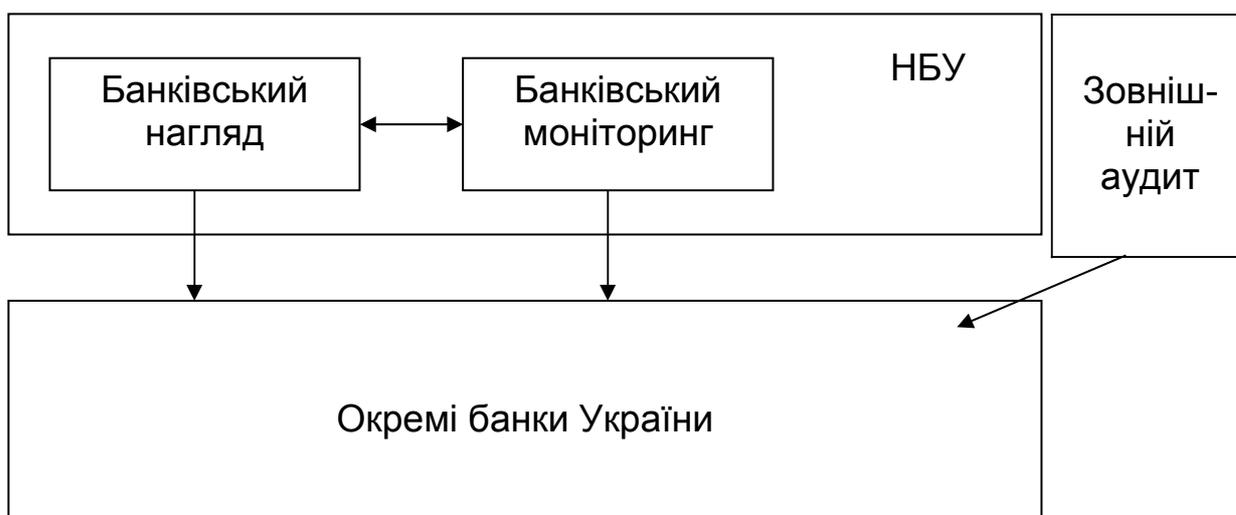 Банківський
нагляд
Банківський
моніторинг
НБУ
Зовніш-
ній
аудит
Окремі банки України